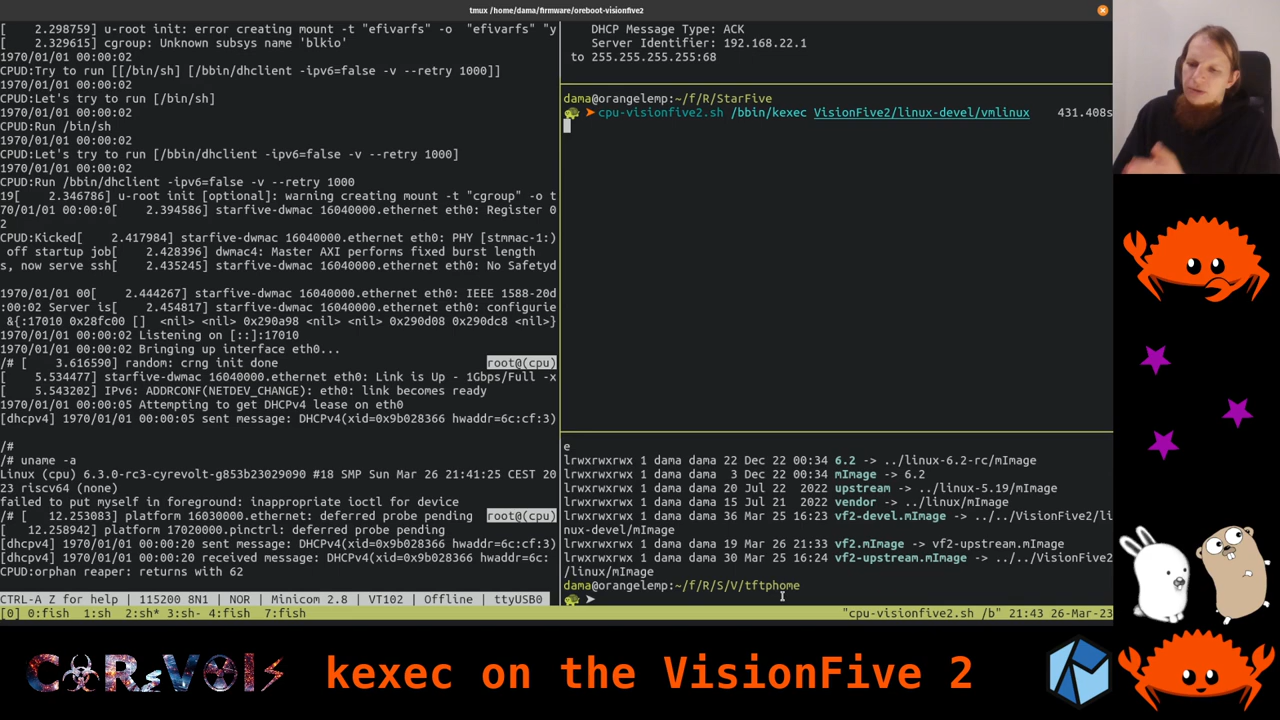 tmux /home/dama/firmware/oreboot-visionfive2
[    2.298759] u-root init: error creating mount -t "efivarfs" -o  "efivarfs" "y
[    2.329615] cgroup: Unknown subsys name 'blkio'
1970/01/01 00:00:02
CPUD:Try to run [[/bin/sh] [/bbin/dhclient -ipv6=false -v --retry 1000]]
1970/01/01 00:00:02
CPUD:Let's try to run [/bin/sh]
1970/01/01 00:00:02
CPUD:Run /bin/sh
1970/01/01 00:00:02
CPUD:Let's try to run [/bbin/dhclient -ipv6=false -v --retry 1000]
1970/01/01 00:00:02
CPUD:Run /bbin/dhclient -ipv6=false -v --retry 1000
19[    2.346786] u-root init [optional]: warning creating mount -t "cgroup" -o t
70/01/01 00:00:0[    2.394586] starfive-dwmac 16040000.ethernet eth0: Register 0
2
CPUD:Kicked[    2.417984] starfive-dwmac 16040000.ethernet eth0: PHY [stmmac-1:)
 off startup job[    2.428396] dwmac4: Master AXI performs fixed burst length
s, now serve ssh[    2.435245] starfive-dwmac 16040000.ethernet eth0: No Safetyd
1970/01/01 00[    2.444267] starfive-dwmac 16040000.ethernet eth0: IEEE 1588-20d
:00:02 Server is[    2.454817] starfive-dwmac 16040000.ethernet eth0: configurie
 &{:17010 0x28fc00 [] <nil> <nil> 0x290a98 <nil> 0x290d08 0x290dc8 <nil>}
1970/01/01 00:00:02 Listening on [::]:17010
1970/01/01 00:00:02 Bringing up interface eth0...
/# [    3.616590] random: crng init done root@(cpu)
[    5.534477] starfive-dwmac 16040000.ethernet eth0: Link is Up - 1Gbps/Full -x
[    5.543202] IPv6: ADDRCONF(NETDEV_CHANGE): eth0: link becomes ready
1970/01/01 00:00:05 Attempting to get DHCPv4 lease on eth0
[dhcpv4] 1970/01/01 00:00:05 sent message: DHCPv4(xid=0x9b028366 hwaddr=6c:cf:3)
/#
/# uname -a
Linux (cpu) 6.3.0-rc3-cyrevolt-g853b23029090 #18 SMP Sun Mar 26 21:41:25 CEST 20
23 riscv64 (none)
failed to put myself in foreground: inappropriate ioctl for device
/# [   12.253083] platform 16030000.ethernet: deferred probe pending root@(cpu)
[   12.258942] platform 17020000.pinctrl: deferred probe pending
[dhcpv4] 1970/01/01 00:00:20 sent message: DHCPv4(xid=0x9b028366 hwaddr=6c:cf:3)
[dhcpv4] 1970/01/01 00:00:20 received message: DHCPv4(xid=0x9b028366 hwaddr=6c:
CPUD:orphan reaper: returns with 62
CTRL-A Z for help | 115200 8N1 | NOR | Minicom 2.8 | VT102 | Offline | ttyUSB0
DHCP Message Type: ACK
Server Identifier: 192.168.22.1
to 255.255.255.255:68
dama@orangelemp:~/f/R/StarFive
➤ cpu-visionfive2.sh /bbin/kexec VisionFive2/linux-devel/vmlinux 431.408s
e
lrwxrwxrwx 1 dama dama 22 Dec 22 00:34 6.2 -> ../linux-6.2-rc/mImage
lrwxrwxrwx 1 dama dama  3 Dec 22 00:34 mImage -> 6.2
lrwxrwxrwx 1 dama dama 20 Jul 22  2022 upstream -> ../linux-5.19/mImage
lrwxrwxrwx 1 dama dama 15 Jul 21  2022 vendor -> ../linux/mImage
lrwxrwxrwx 1 dama dama 36 Mar 25 16:23 vf2-devel.mImage -> ../../VisionFive2/li
nux-devel/mImage
lrwxrwxrwx 1 dama dama 19 Mar 26 21:33 vf2.mImage -> vf2-upstream.mImage
lrwxrwxrwx 1 dama dama 30 Mar 25 16:24 vf2-upstream.mImage -> ../../VisionFive2
/linux/mImage
dama@orangelemp:~/f/R/S/V/tftphome
➤
[0] 0:fish  1:sh  2:sh* 3:sh- 4:fish  7:fish "cpu-visionfive2.sh /b" 21:43 26-Mar-23
kexec on the VisionFive 2